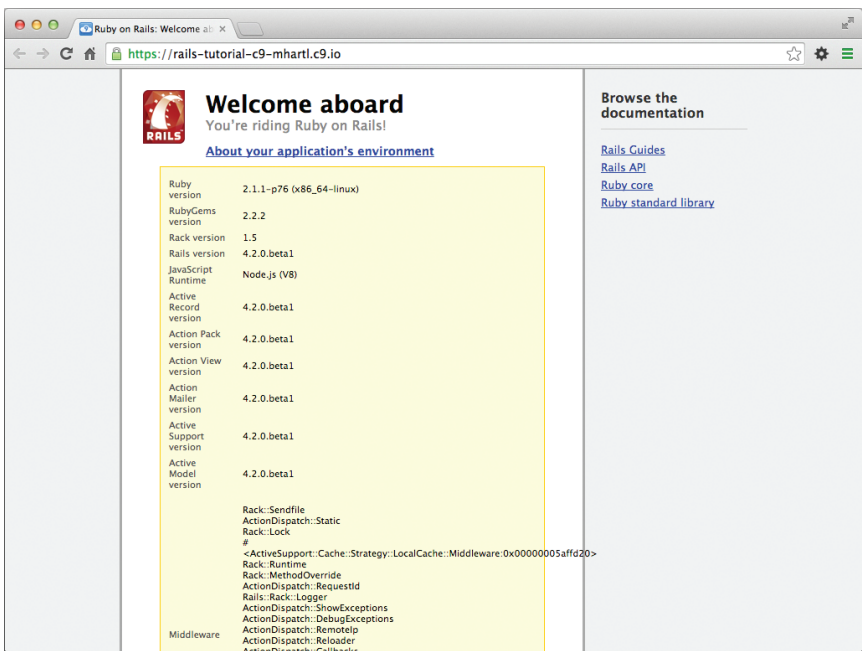 Ruby on Rails: Welcome ab
https://rails-tutorial-c9-mhartl.c9.io
RAILS
Welcome aboard
You're riding Ruby on Rails!
About your application's environment
Ruby
version
2.1.1-p76 (x86_64-linux)
RubyGems
version
2.2.2
Rack version
1.5
Rails version
4.2.0.beta1
JavaScript
Runtime
Node.js (V8)
Active
Record
version
4.2.0.beta1
Action Pack
version
4.2.0.beta1
Action View
version
4.2.0.beta1
Action
Mailer
version
4.2.0.beta1
Active
Support
version
4.2.0.beta1
Active
Model
version
4.2.0.beta1
Middleware
Rack::Sendfile
ActionDispatch::Static
Rack::Lock
#
<ActiveSupport::Cache::Strategy::LocalCache::Middleware:0x00000005affd20>
Rack::Runtime
Rack::MethodOverride
ActionDispatch::RequestId
Rails::Rack::Logger
ActionDispatch::ShowExceptions
ActionDispatch::DebugExceptions
ActionDispatch::RemoteIp
ActionDispatch::Reloader
ActionDispatch::Callbacks
Browse the
documentation
Rails Guides
Rails API
Ruby core
Ruby standard library